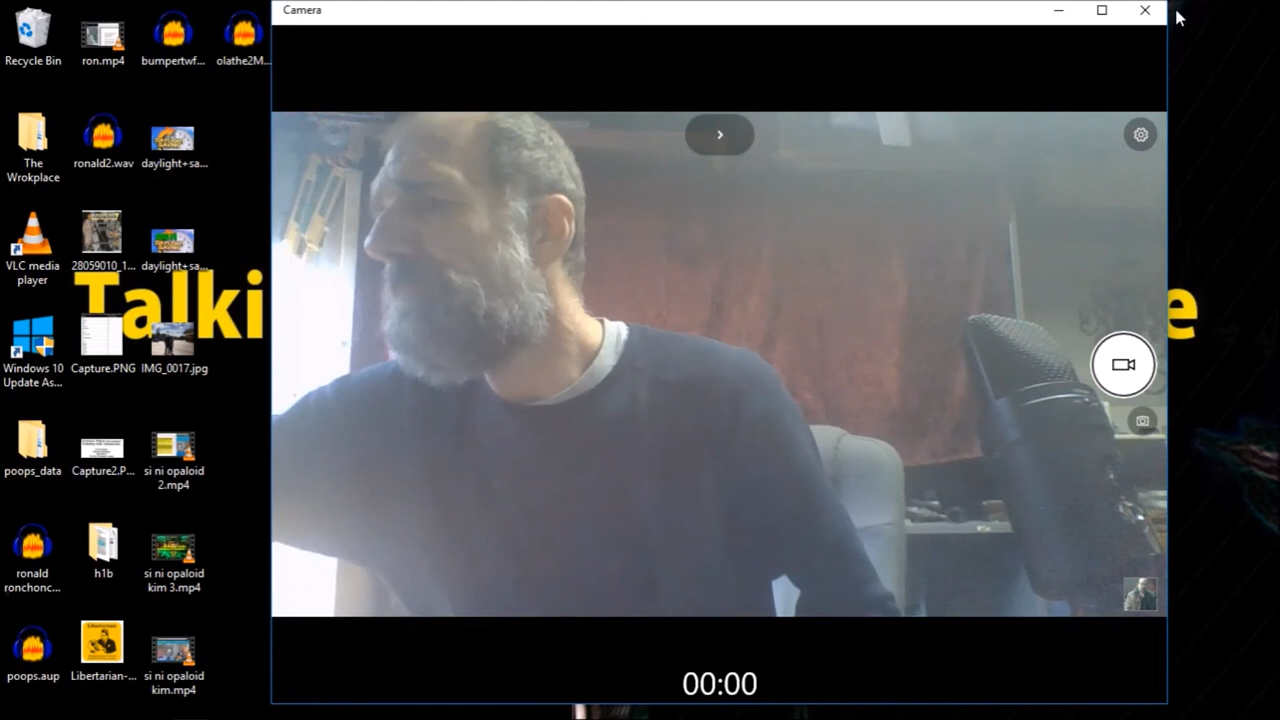 Camera
Recycle Bin
ron.mp4
bumpertwf...
olathe2M...
The
Wrokplace
ronald2.wav
daylight+sa...
VLC media
player
28059010_1...
daylight+sa...
Talki
e
Windows 10
Update As...
Capture.PNG
IMG_0017.jpg
poops_data
Capture2.P...
si ni opaloid
2.mp4
ronald
ronchonc...
h1b
si ni opaloid
kim 3.mp4
poops.aup
Libertarian-...
si ni opaloid
kim.mp4
00:00